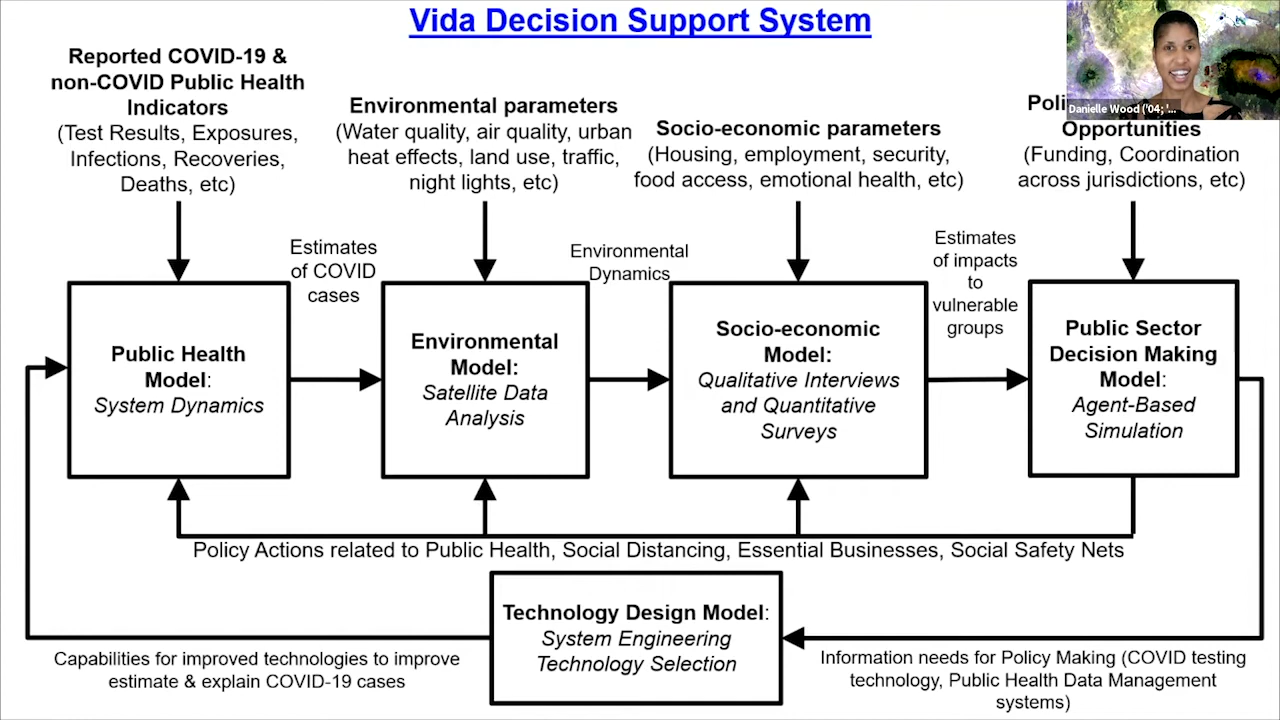 Vida Decision Support System
Reported COVID-19 &
non-COVID Public Health
Indicators
(Test Results, Exposures,
Infections, Recoveries,
Deaths, etc)
Environmental parameters
(Water quality, air quality, urban
heat effects, land use, traffic,
night lights, etc)
Socio-economic parameters
(Housing, employment, security,
food access, emotional health, etc)
Danielle Wood ('04; '...
Opportunities
(Funding, Coordination
across jurisdictions, etc)
Estimates
of COVID
cases
Environmental
Dynamics
Estimates
of impacts
to
vulnerable
groups
Public Health
Model:
System Dynamics
Environmental
Model:
Satellite Data
Analysis
Socio-economic
Model:
Qualitative Interviews
and Quantitative
Surveys
Public Sector
Decision Making
Model:
Agent-Based
Simulation
Policy Actions related to Public Health, Social Distancing, Essential Businesses, Social Safety Nets
Technology Design Model:
System Engineering
Technology Selection
Capabilities for improved technologies to improve
estimate & explain COVID-19 cases
Information needs for Policy Making (COVID testing
technology, Public Health Data Management
systems)